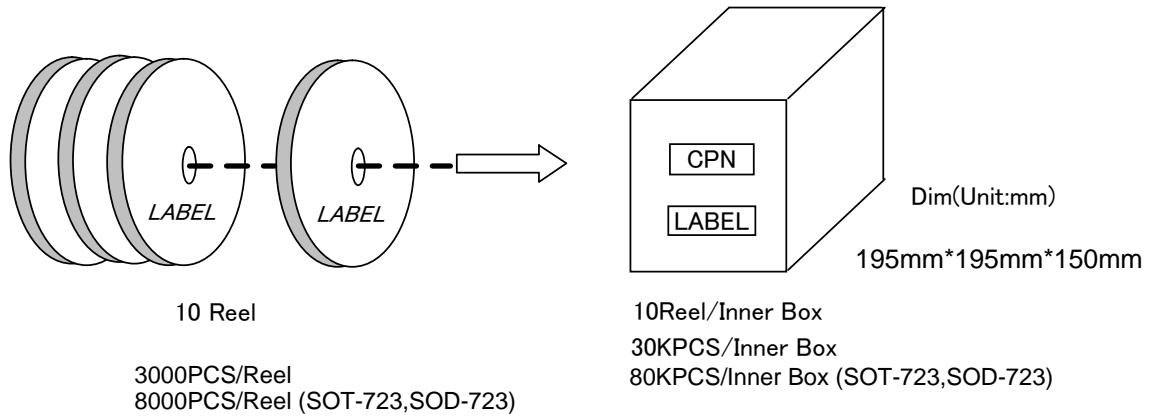 LABEL
LABEL
CPN
LABEL
Dim(Unit:mm)
195mm*195mm*150mm
10 Reel
3000PCS/Reel
8000PCS/Reel (SOT-723,SOD-723)
10Reel/Inner Box
30KPCS/Inner Box
80KPCS/Inner Box (SOT-723,SOD-723)